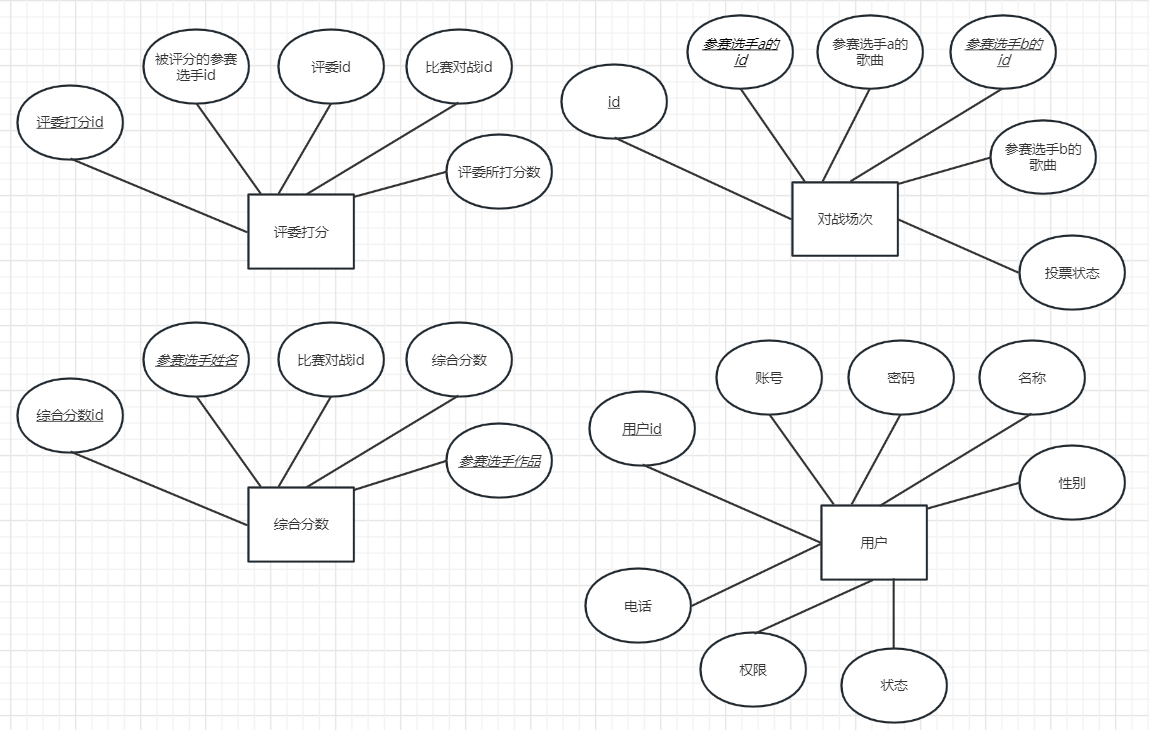 被评分的参赛
选手id
评委id
比赛对战id
评委打分id
评委所打分数
评委打分
参赛选手a的
id
参赛选手a的
歌曲
参赛选手b的
id
id
参赛选手b的
歌曲
对战场次
投票状态
参赛选手姓名
比赛对战id
综合分数
综合分数id
参赛选手作品
综合分数
账号
密码
名称
用户id
性别
用户
电话
权限
状态